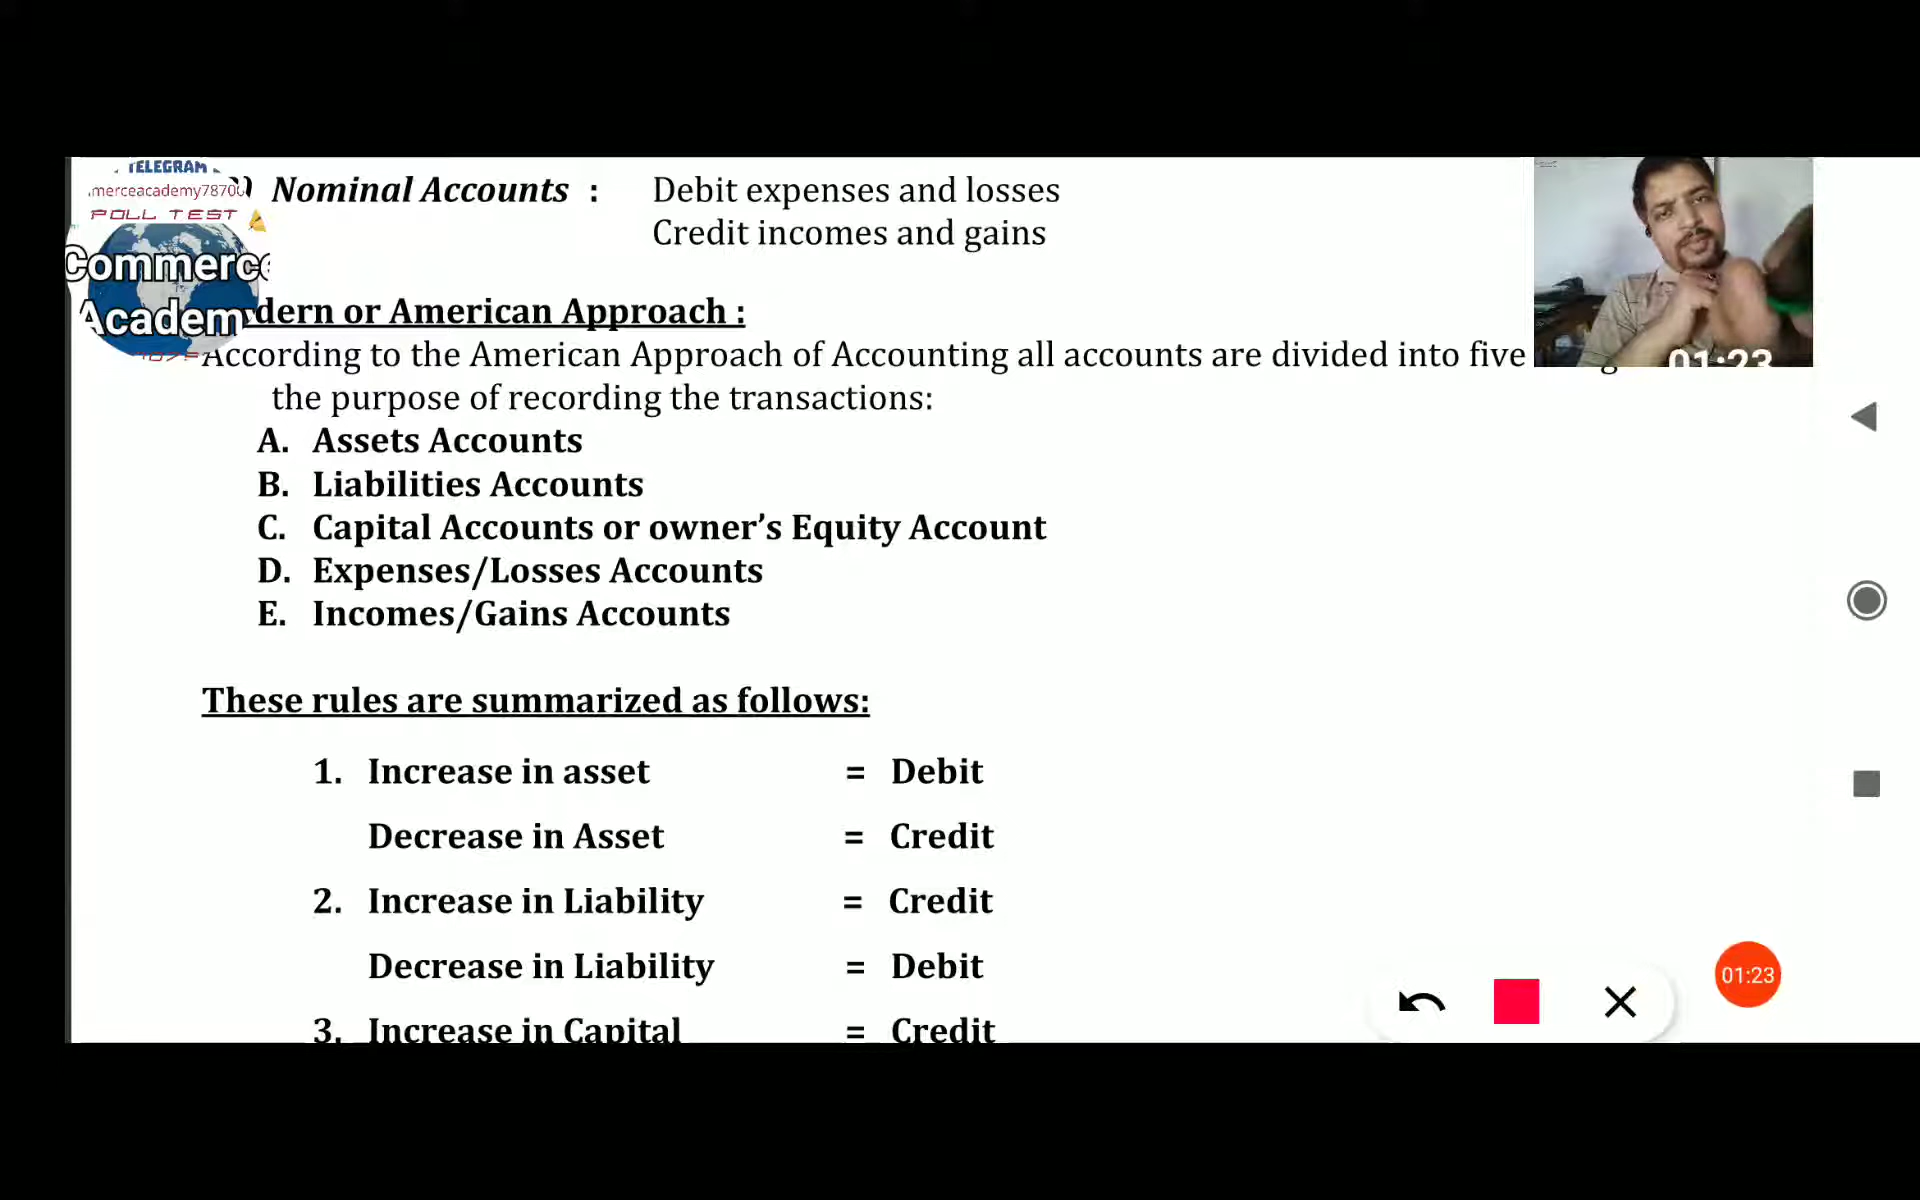 TELEGRAM
merceacademy7870
POLL TEST
Commerce
Academ
Nominal Accounts : Debit expenses and losses
Credit incomes and gains
dern or American Approach :
According to the American Approach of Accounting all accounts are divided into five
the purpose of recording the transactions:
A. Assets Accounts
B. Liabilities Accounts
C. Capital Accounts or owner’s Equity Account
D. Expenses/Losses Accounts
E. Incomes/Gains Accounts
These rules are summarized as follows:
1. Increase in asset = Debit
Decrease in Asset = Credit
2. Increase in Liability = Credit
Decrease in Liability = Debit
3. Increase in Capital = Credit
01:23
01:23